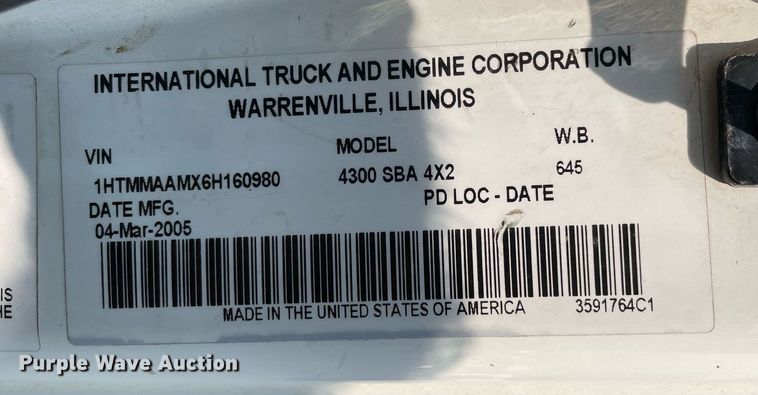 INTERNATIONAL TRUCK AND ENGINE CORPORATION
WARRENVILLE, ILLINOIS
VIN MODEL W.B.
1HTMMAAMX6H160980 4300 SBA 4X2 645
DATE MFG. PD LOC - DATE
04-Mar-2005
MADE IN THE UNITED STATES OF AMERICA 3591764C1
Purple Wave Auction